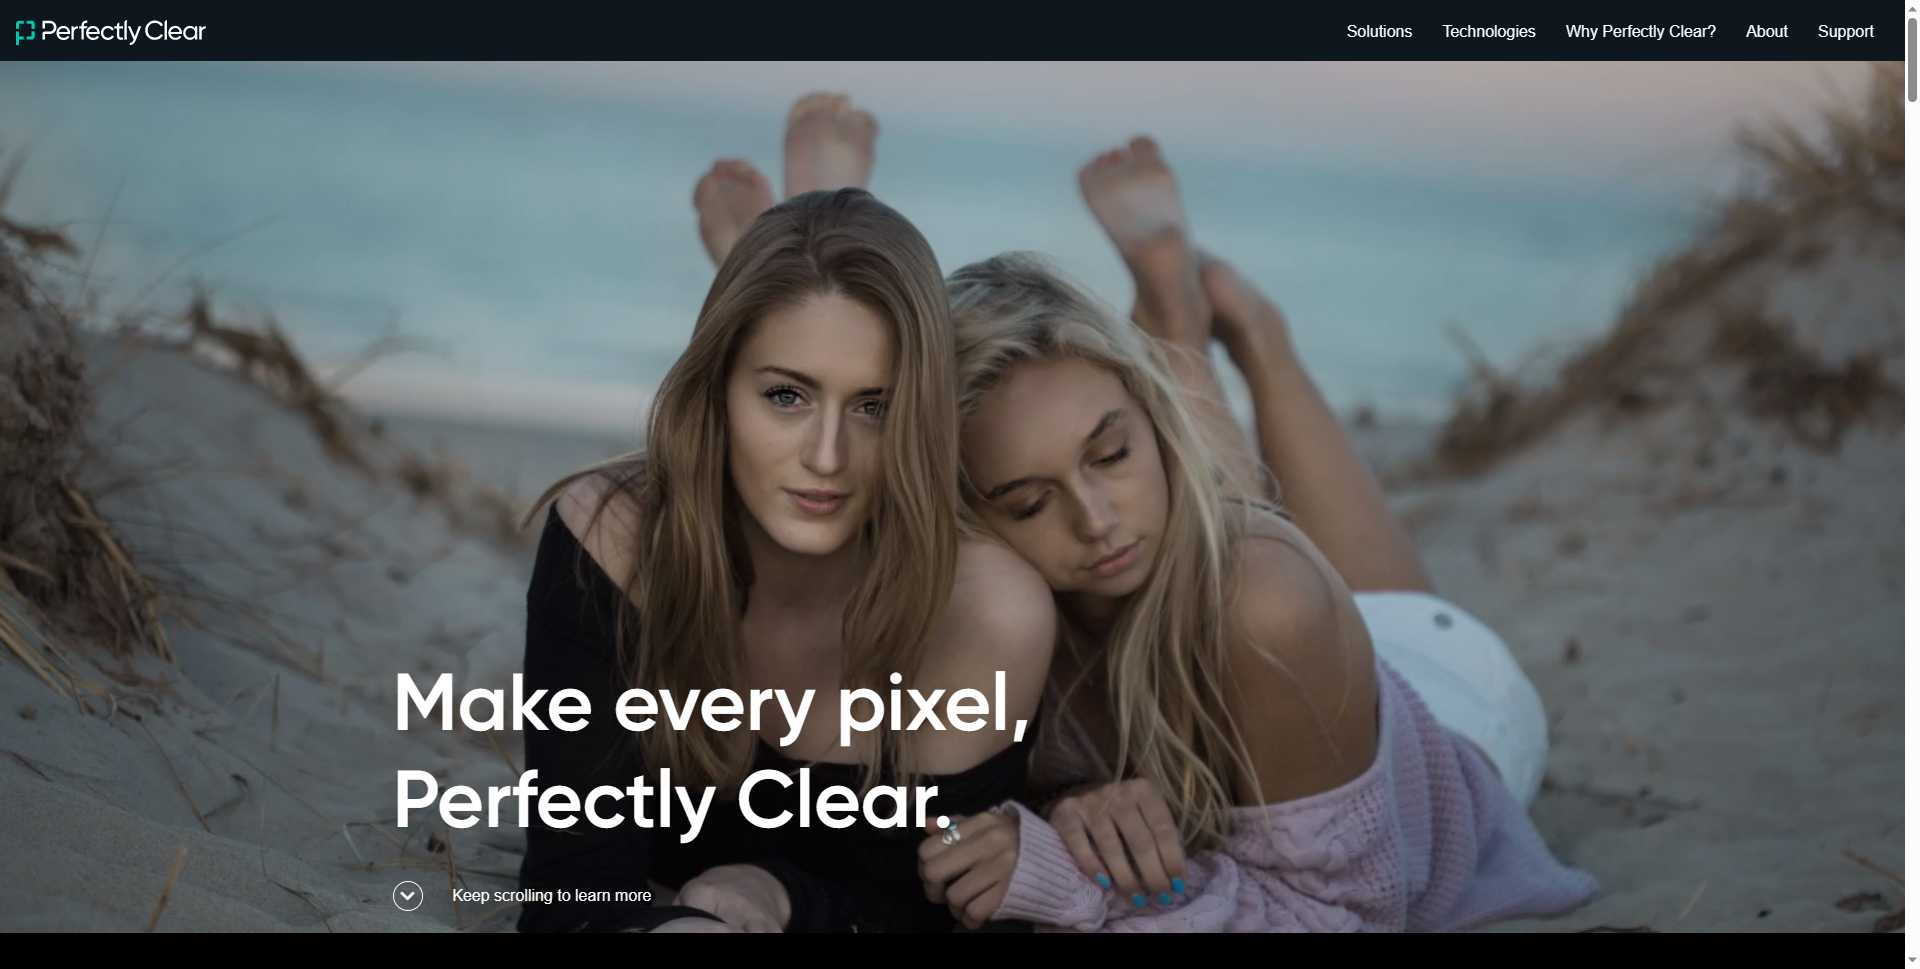 Perfectly Clear
Solutions
Technologies
Why Perfectly Clear?
About
Support
Make every pixel,
Perfectly Clear.
Keep scrolling to learn more